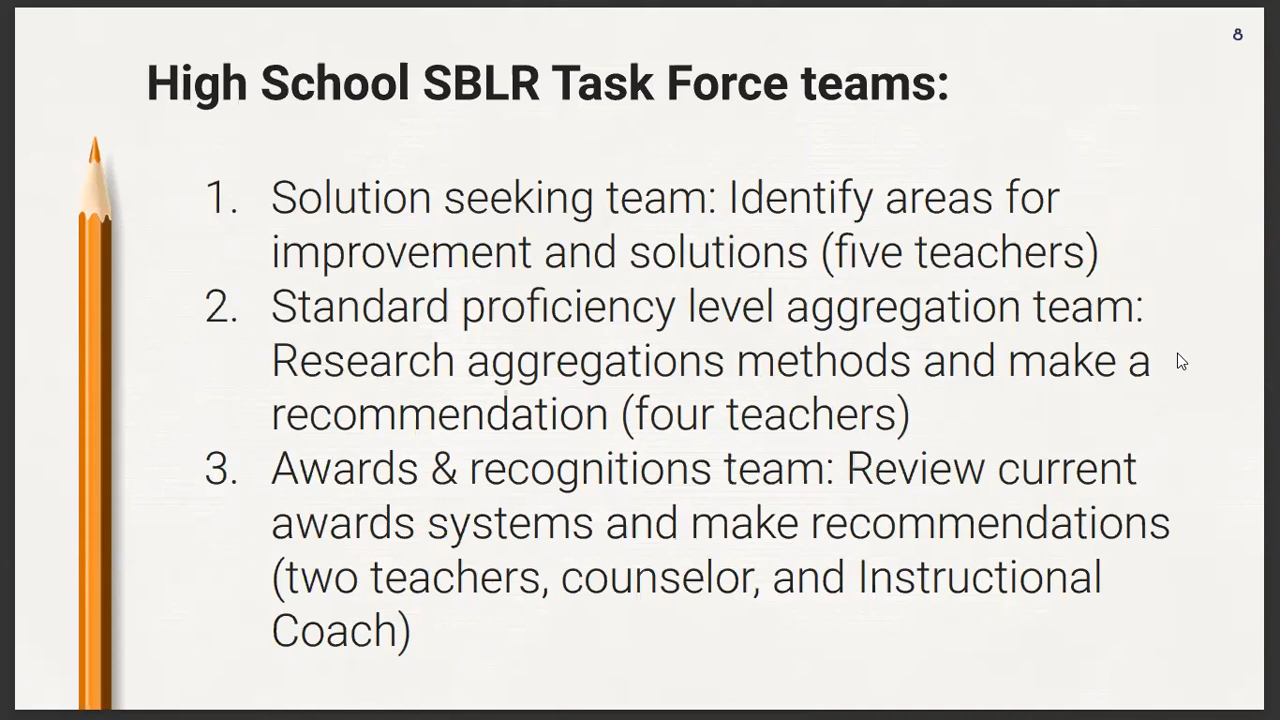 8
High School SBLR Task Force teams:
1. Solution seeking team: Identify areas for
improvement and solutions (five teachers)
2. Standard proficiency level aggregation team:
Research aggregations methods and make a
recommendation (four teachers)
3. Awards & recognitions team: Review current
awards systems and make recommendations
(two teachers, counselor, and Instructional
Coach)